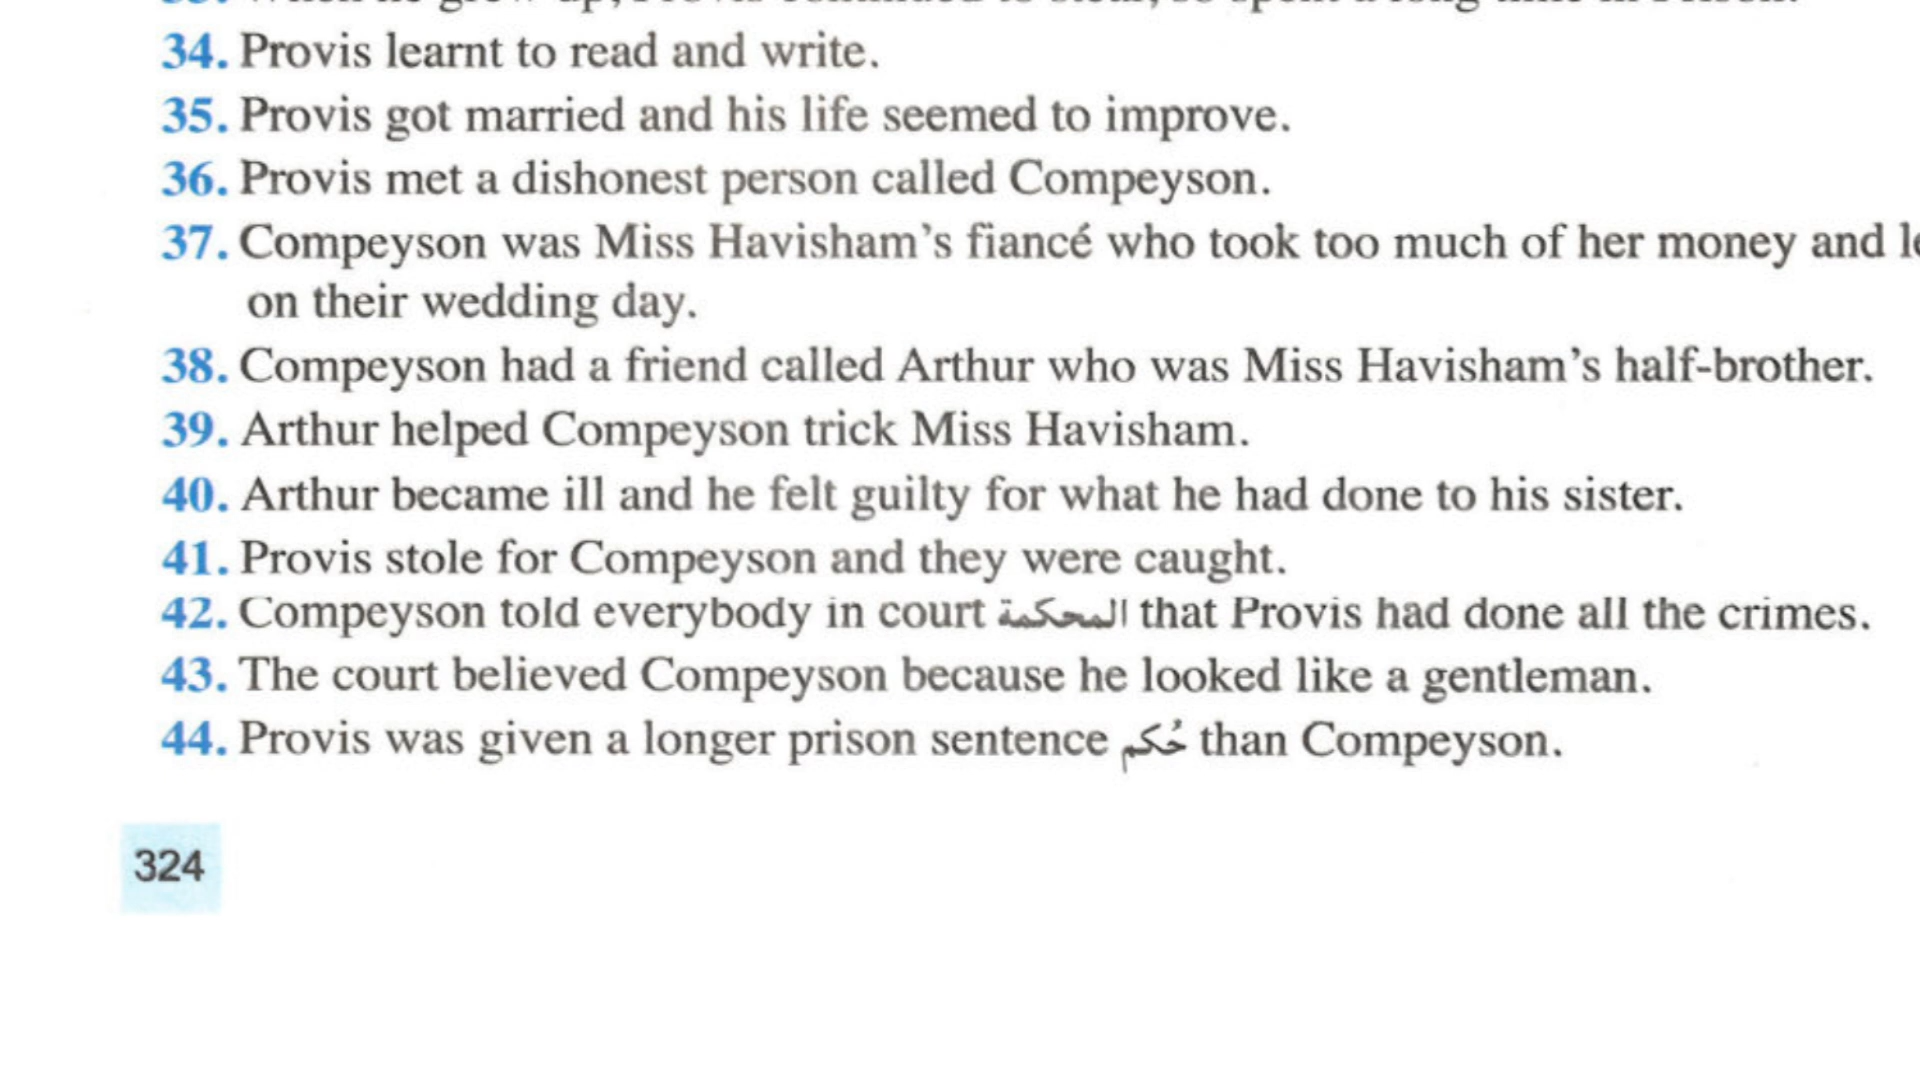 34. Provis learnt to read and write.
35. Provis got married and his life seemed to improve.
36. Provis met a dishonest person called Compeyson.
37. Compeyson was Miss Havisham's fiancé who took too much of her money and
on their wedding day.
38. Compeyson had a friend called Arthur who was Miss Havisham's half-brother.
39. Arthur helped Compeyson trick Miss Havisham.
40. Arthur became ill and he felt guilty for what he had done to his sister.
41. Provis stole for Compeyson and they were caught.
42. Compeyson told everybody in court المحكمة that Provis had done all the crimes.
43. The court believed Compeyson because he looked like a gentleman.
44. Provis was given a longer prison sentence حُكم than Compeyson.
324